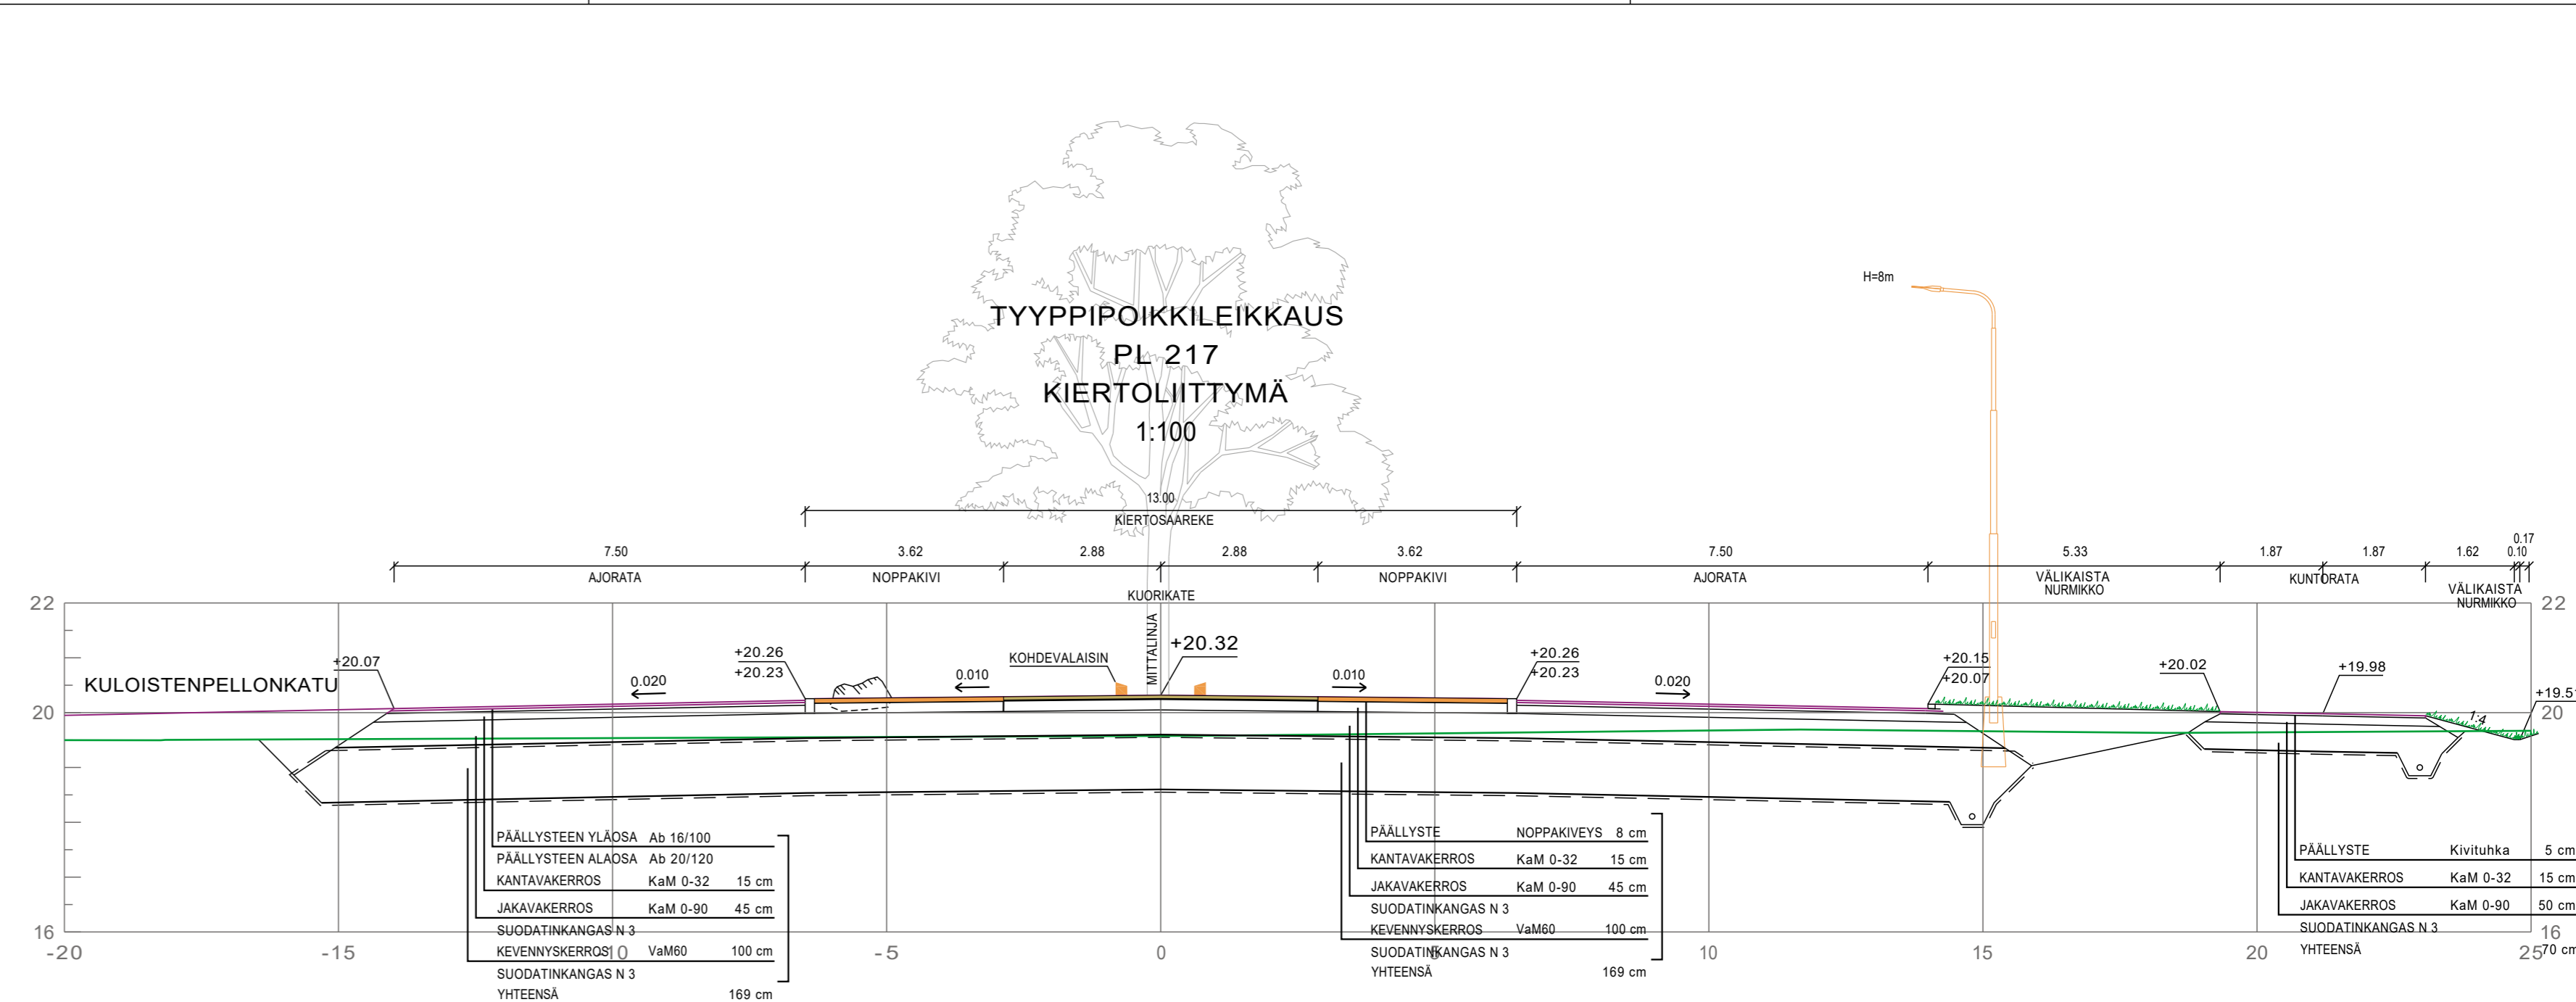 H=8m
TYYPPIPOIKKILEIKKAUS
PL 217
KIERTOLIITTYMÄ
1:100
13.00
KIERTOSAAREKE
0.17
7.50 3.62 2.88 2.88 3.62 7.50 5.33 1.87 1.87 1.62 0.10
AJORATA NOPPAKIVI NOPPAKIVI AJORATA VÄLIKAISTA KUNTORATA
NURMIKKO VÄLIKAISTA
KUORIKATE NURMIKKO
22 22
MITTALINJA
+20.32
+20.07 +20.26 KOHDEVALAISIN +20.26 +20.15 +20.02 +19.98
+20.23 +20.23 +20.07
KULOISTENPELLONKATU 0.020 0.010 0.010 0.020
+19.5
20 1:4 20
PÄÄLLYSTEEN YLÄOSA Ab 16/100
PÄÄLLYSTEEN ALAOSA Ab 20/120
KANTAVAKERROS KaM 0-32 15 cm
JAKAVAKERROS KaM 0-90 45 cm
SUODATINKANGAS N 3
KEVENNYSKERROS VaM60 100 cm
SUODATINKANGAS N 3
YHTEENSÄ 169 cm
PÄÄLLYSTE NOPPAKIVEYS 8 cm
KANTAVAKERROS KaM 0-32 15 cm
JAKAVAKERROS KaM 0-90 45 cm
SUODATINKANGAS N 3
KEVENNYSKERROS VaM60 100 cm
SUODATINKANGAS N 3
YHTEENSÄ 169 cm
PÄÄLLYSTE Kivituhka 5 cm
KANTAVAKERROS KaM 0-32 15 cm
JAKAVAKERROS KaM 0-90 50 cm
SUODATINKANGAS N 3
YHTEENSÄ 70 cm
16 16
-20 -15 -10 -5 0 5 10 15 20 25